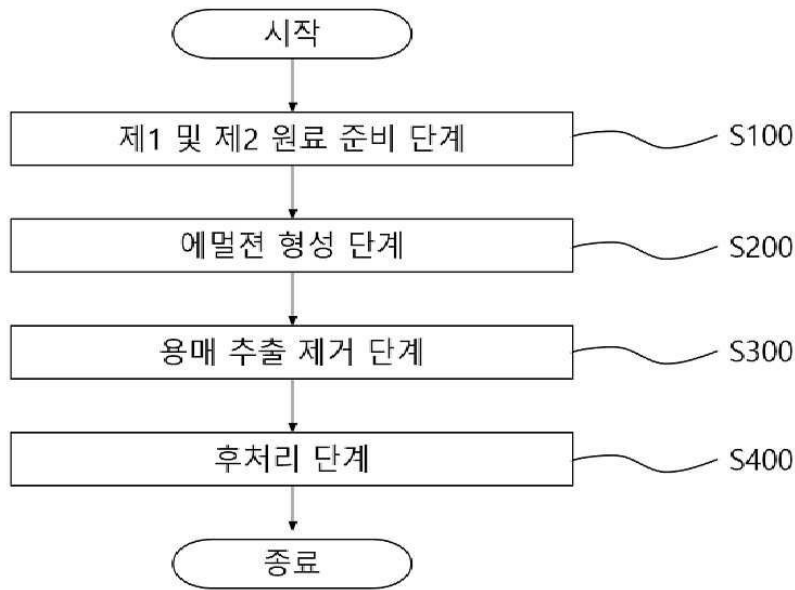 시작
제1 및 제2 원료 준비 단계
S100
에멀젼 형성 단계
S200
용매 추출 제거 단계
S300
후처리 단계
S400
종료